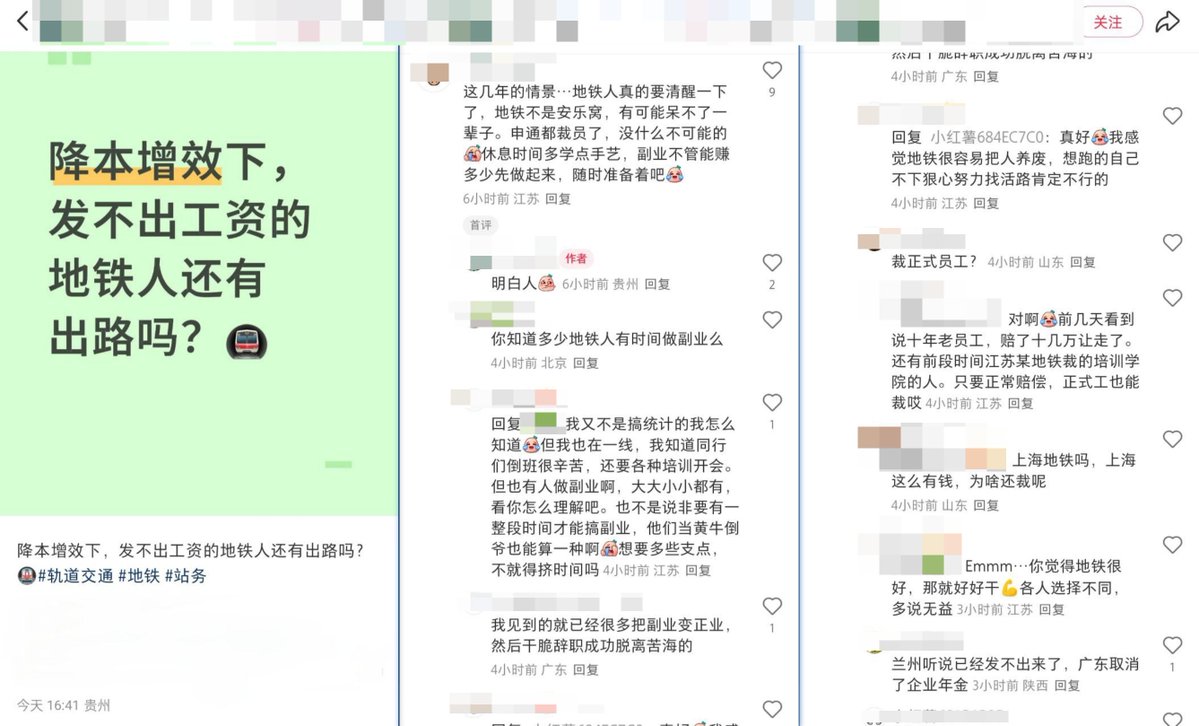 关注
降本增效下，
发不出工资的
地铁人还有
出路吗？
降本增效下，发不出工资的地铁人还有出路吗？
#轨道交通 #地铁 #站务
今天 16:41 贵州
这几年的情景…地铁人真的要清醒一下
了，地铁不是安乐窝，有可能呆不了一
辈子。申通都裁员了，没什么不可能的
休息时间多学点手艺，副业不管能赚
多少先做起来，随时准备着吧
6小时前 江苏 回复
9
首评
作者
明白人 6小时前 贵州 回复
2
你知道多少地铁人有时间做副业么
4小时前 北京 回复
回复 我又不是搞统计的我怎么
知道但我也在一线，我知道同行
们倒班很辛苦，还要各种培训开会。
但也有人做副业啊，大大小小都有，
看你怎么理解吧。也不是说非要有一
整段时间才能搞副业，他们当黄牛倒
爷也能算一种啊想要多些支点，
不就得挤时间吗 4小时前 江苏 回复
1
我见到的就已经很多把副业变正业，
然后干脆辞职成功脱离苦海的
4小时前 广东 回复
1
回复 小红薯684EC7C0：真好我感
然后干脆辞职成功脱离苦海的
4小时前 广东 回复
回复 小红薯684EC7C0：真好我感
觉地铁很容易把人养废，想跑的自己
不下狠心努力找活路肯定不行的
4小时前 江苏 回复
裁正式员工？ 4小时前 山东 回复
对啊前几天看到
说十年老员工，赔了十几万让走了。
还有前段时间江苏某地铁裁的培训学
院的人。只要正常赔偿，正式工也能
裁哎 4小时前 江苏 回复
上海地铁吗，上海
这么有钱，为啥还裁呢
4小时前 山东 回复
Emmm…你觉得地铁很
好，那就好好干💪各人选择不同，
多说无益 3小时前 江苏 回复
兰州听说已经发不出来了，广东取消
了企业年金 3小时前 陕西 回复
1